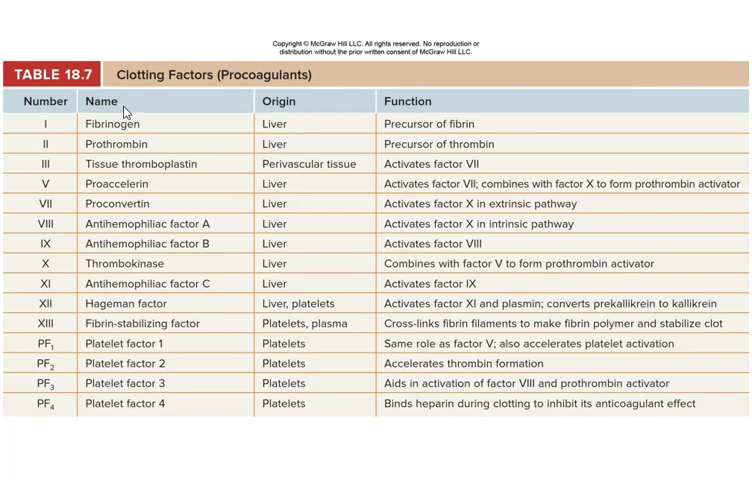 Copyright © McGraw Hill LLC. All rights reserved. No reproduction or
distribution without the prior written consent of McGraw Hill LLC.
TABLE 18.7 Clotting Factors (Procoagulants)
Number Name Origin Function
I Fibrinogen Liver Precursor of fibrin
II Prothrombin Liver Precursor of thrombin
III Tissue thromboplastin Perivascular tissue Activates factor VII
V Proaccelerin Liver Activates factor VII; combines with factor X to form prothrombin activator
VII Proconvertin Liver Activates factor X in extrinsic pathway
VIII Antihemophiliac factor A Liver Activates factor X in intrinsic pathway
IX Antihemophiliac factor B Liver Activates factor VIII
X Thrombokinase Liver Combines with factor V to form prothrombin activator
XI Antihemophiliac factor C Liver Activates factor IX
XII Hageman factor Liver, platelets Activates factor XI and plasmin; converts prekallikrein to kallikrein
XIII Fibrin-stabilizing factor Platelets, plasma Cross-links fibrin filaments to make fibrin polymer and stabilize clot
PF₁ Platelet factor 1 Platelets Same role as factor V; also accelerates platelet activation
PF₂ Platelet factor 2 Platelets Accelerates thrombin formation
PF₃ Platelet factor 3 Platelets Aids in activation of factor VIII and prothrombin activator
PF₄ Platelet factor 4 Platelets Binds heparin during clotting to inhibit its anticoagulant effect